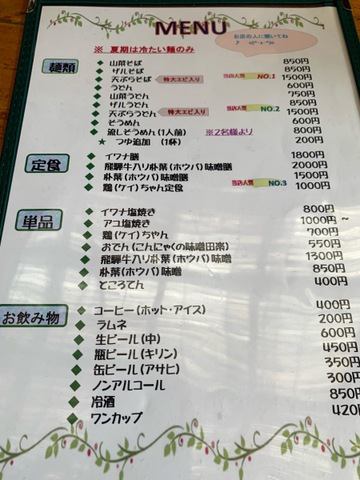 MENU
お店の人に聞いてね
※ 夏期は冷たい麺のみ
麺類
山菜そば 850円
ザルそば 850円
天ぷらそば 特大エビ入り 当店人気 NO.1 1500円
うどん 600円
山菜うどん 750円
ザルうどん 750円
天ぷらうどん 特大エビ入り 当店人気 NO.2 1500円
そうめん 600円
流しそうめん(1人前) ※2名様より 800円
★ つゆ追加 (1杯) 200円
定食
イワナ膳 1800円
飛騨牛入り朴葉(ホウバ)味噌膳 2000円
朴葉(ホウバ)味噌膳 1500円
鶏(ケイ)ちゃん定食 当店人気 NO.3 1000円
単品
イワナ塩焼き 800円
アユ塩焼き 1000円 ~
鶏(ケイ)ちゃん 700円
おでん(こんにゃくの味噌田楽) 550円
飛騨牛入り朴葉(ホウバ)味噌 1300円
朴葉(ホウバ)味噌 850円
ところてん 400円
お飲み物
コーヒー(ホット・アイス) 400円
ラムネ 200円
生ビール(中) 600円
瓶ビール(キリン) 450円
缶ビール(アサヒ) 350円
ノンアルコール 300円
冷酒 850円
ワンカップ 420